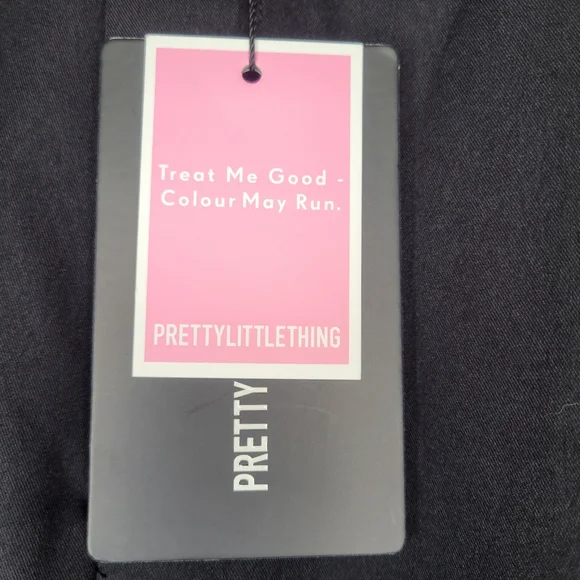 Treat Me Good -
Colour May Run.
PRETTYLITTLETHING
PRETTY